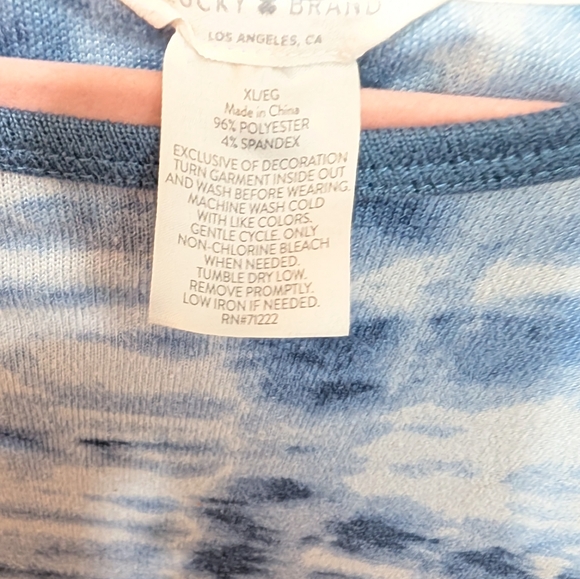 LUCKY BRAND
LOS ANGELES, CA
XL/EG
Made in China
96% POLYESTER
4% SPANDEX
EXCLUSIVE OF DECORATION
TURN GARMENT INSIDE OUT
AND WASH BEFORE WEARING.
MACHINE WASH COLD
WITH LIKE COLORS.
GENTLE CYCLE. ONLY
NON-CHLORINE BLEACH
WHEN NEEDED.
TUMBLE DRY LOW.
REMOVE PROMPTLY.
LOW IRON IF NEEDED.
RN#71222